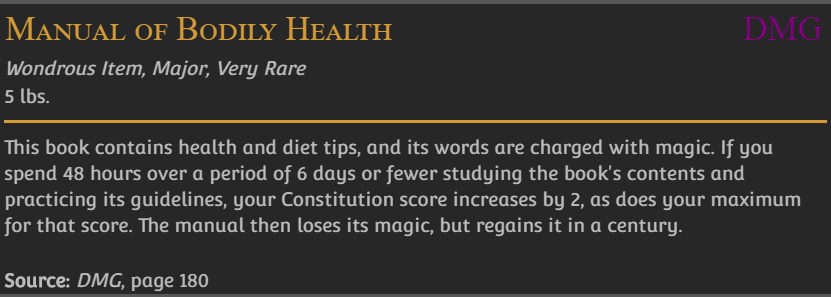 Manual of Bodily Health DMG
Wondrous Item, Major, Very Rare
5 lbs.
This book contains health and diet tips, and its words are charged with magic. If you
spend 48 hours over a period of 6 days or fewer studying the book's contents and
practicing its guidelines, your Constitution score increases by 2, as does your maximum
for that score. The manual then loses its magic, but regains it in a century.
Source: DMG, page 180